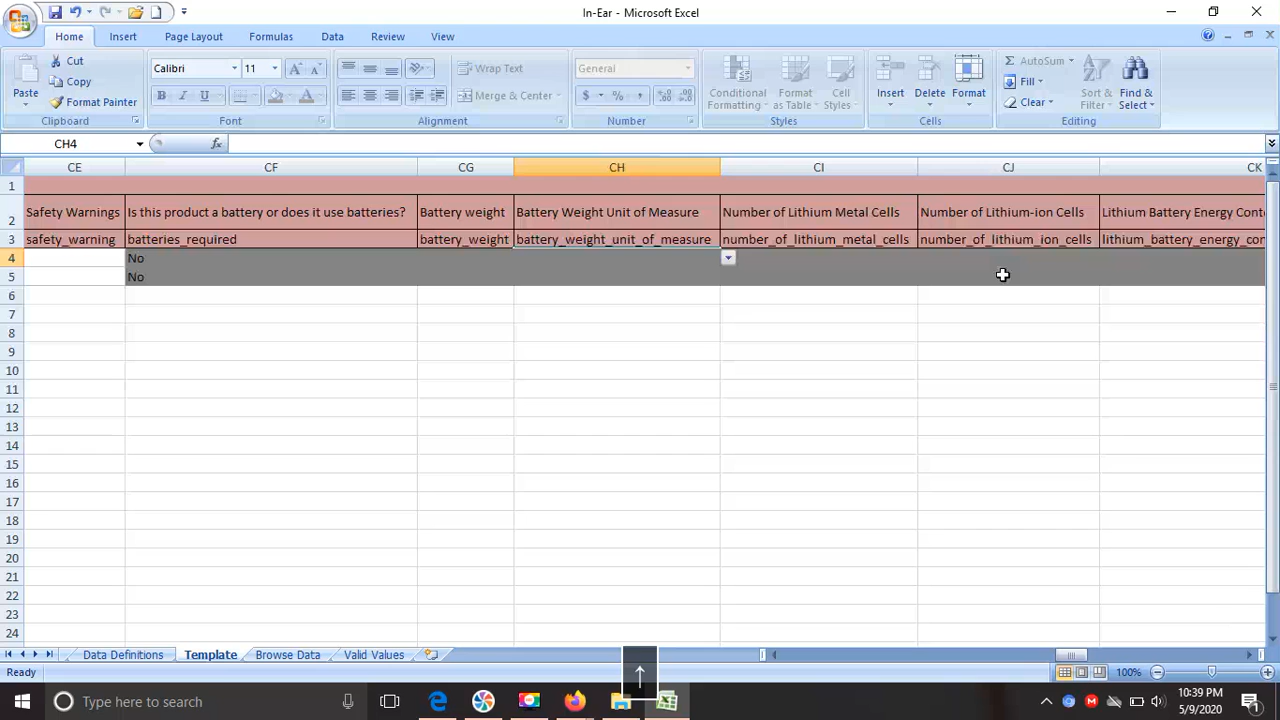 In-Ear - Microsoft Excel
Home Insert Page Layout Formulas Data Review View
Paste
Cut
Copy
Format Painter
Clipboard
Calibri 11
B I U
Font
Wrap Text
Merge & Center
Alignment
General
$ % ,
Number
Conditional Formatting
Format as Table
Cell Styles
Styles
Insert Delete Format
Cells
Σ AutoSum
Fill
Clear
Sort & Filter
Find & Select
Editing
CH4 fx
CE CF CG CH CI CJ CK
1
2 Safety Warnings Is this product a battery or does it use batteries? Battery weight Battery Weight Unit of Measure Number of Lithium Metal Cells Number of Lithium-ion Cells Lithium Battery Energy Conte
3 safety_warning batteries_required battery_weight battery_weight_unit_of_measure number_of_lithium_metal_cells number_of_lithium_ion_cells lithium_battery_energy_con
4 No
5 No
6
7
8
9
10
11
12
13
14
15
16
17
18
19
20
21
22
23
24
Data Definitions Template Browse Data Valid Values
Ready 100%
Type here to search
10:39 PM
5/9/2020